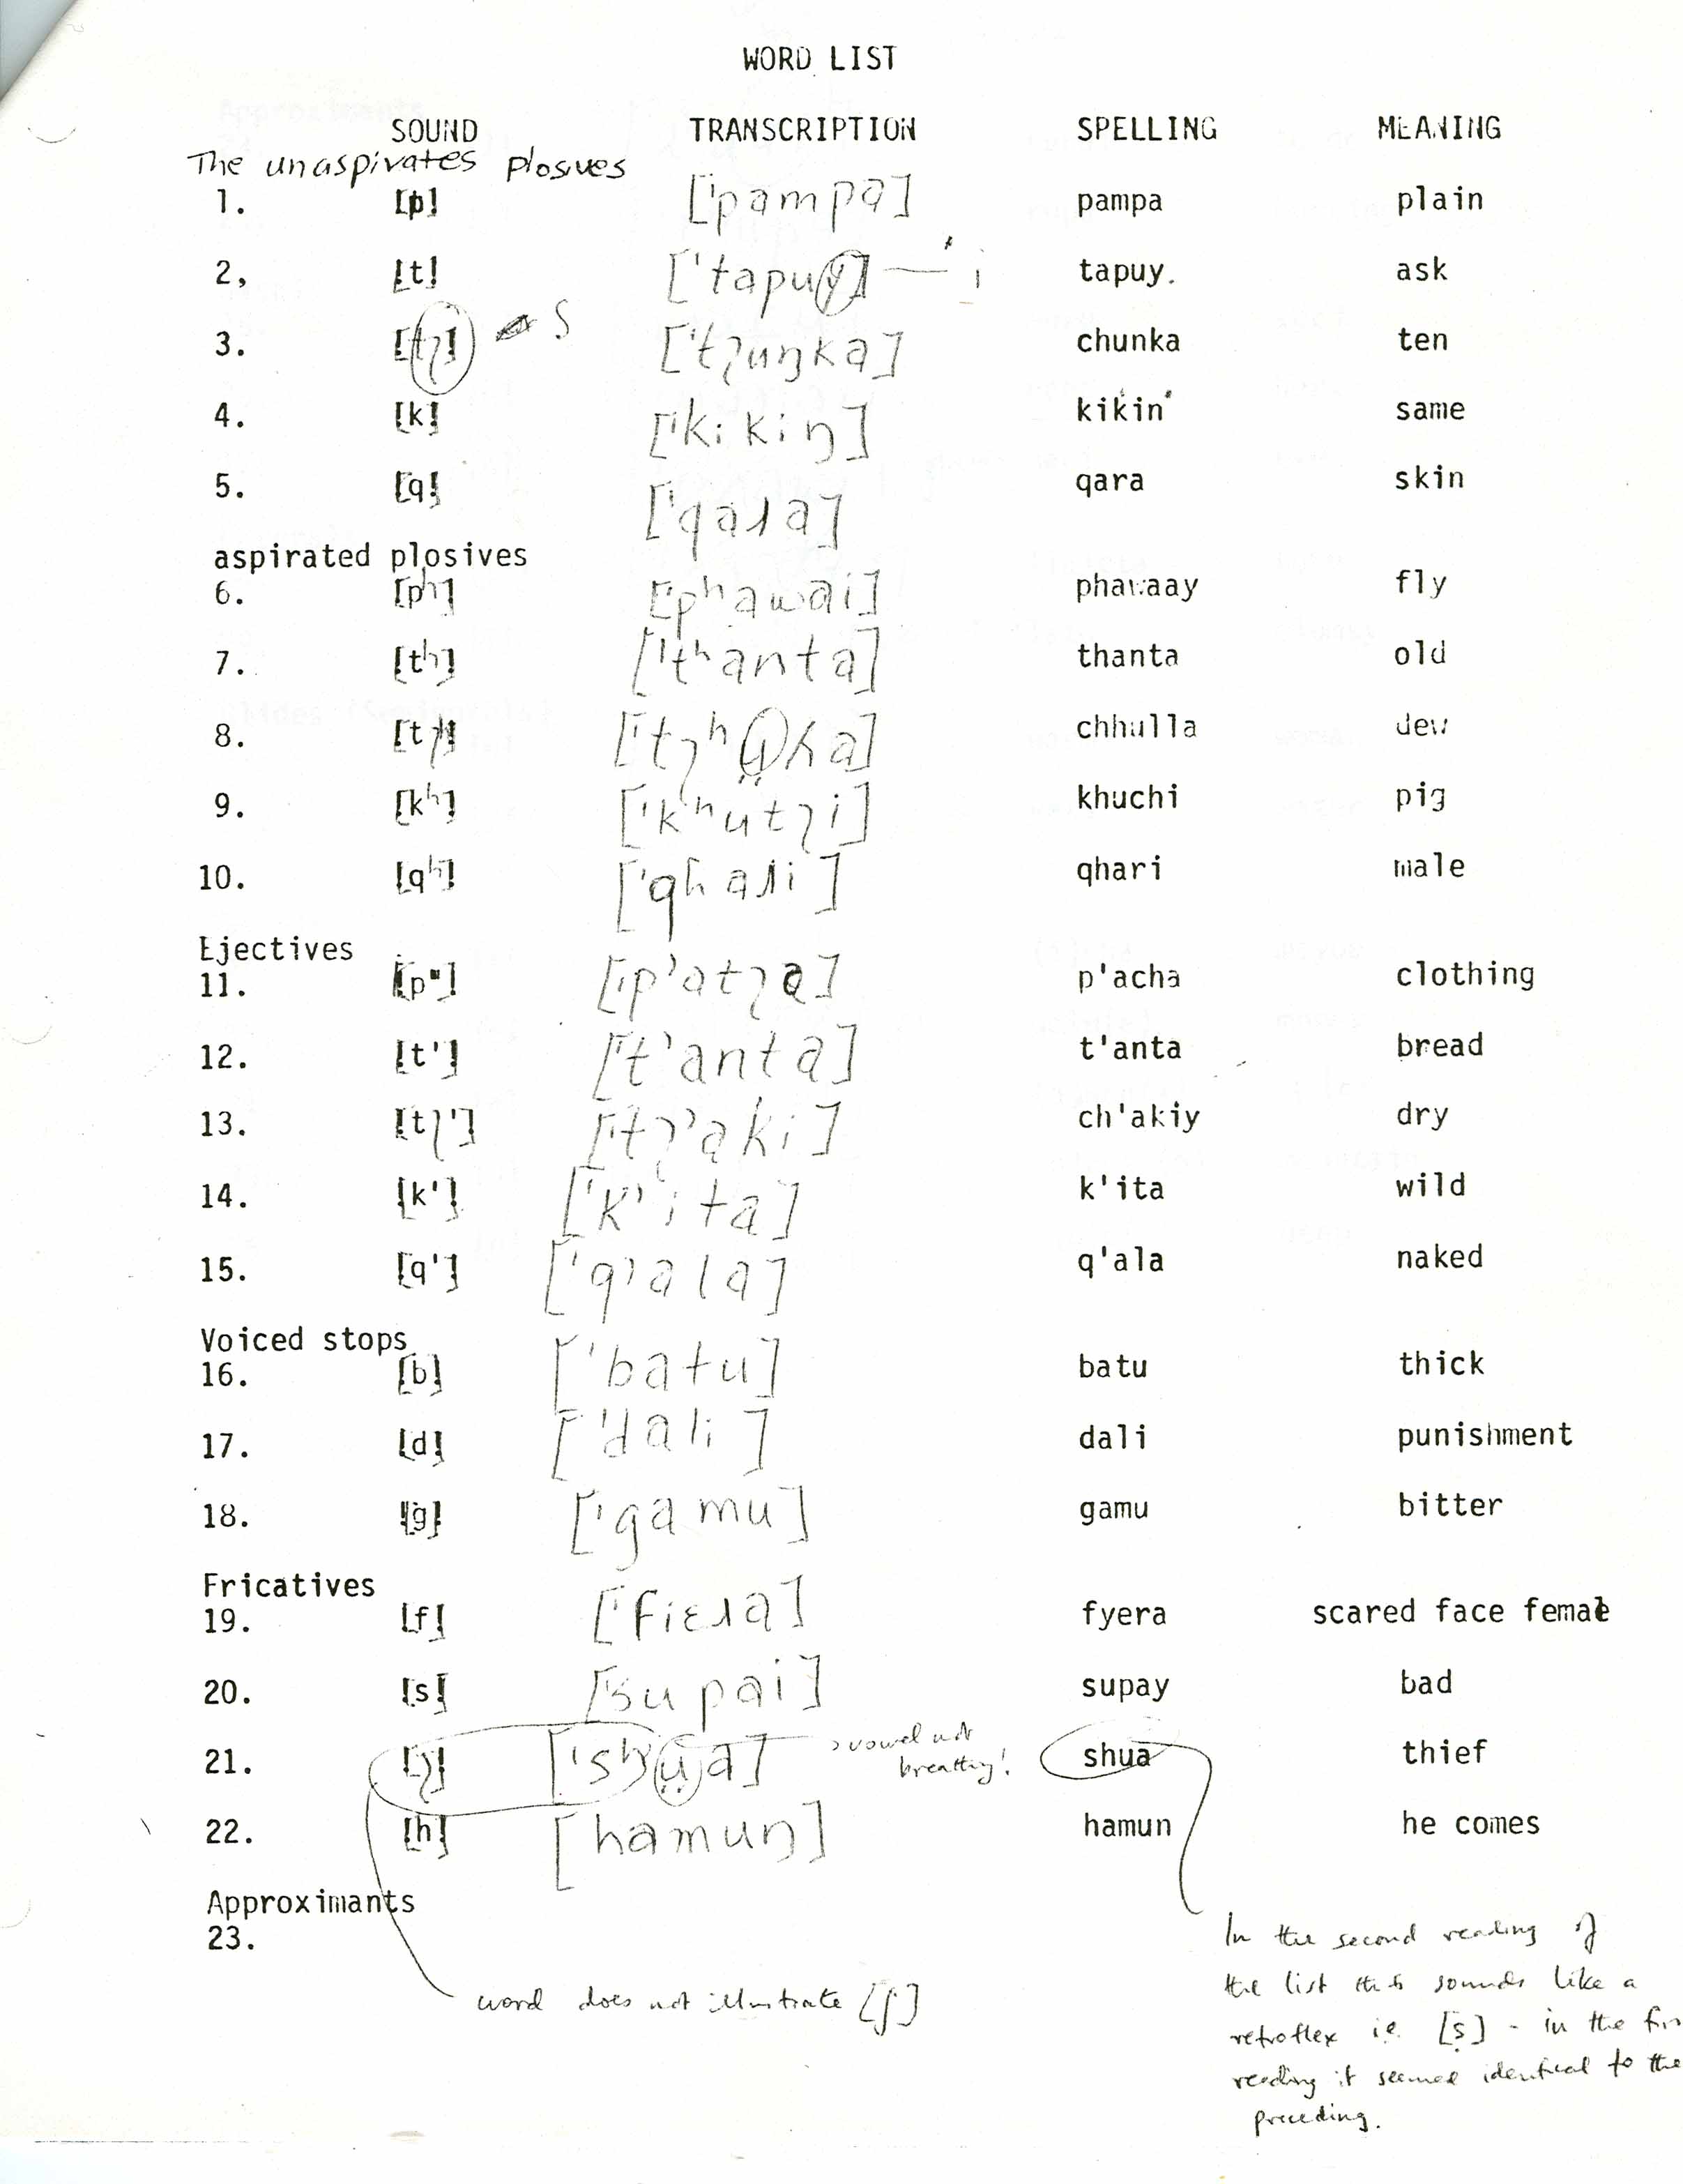 WORD LIST
SOUND TRANSCRIPTION SPELLING MEANING
The unaspirates plosives
1. [p] ['pampa] pampa plain
2, [t] ['tapuy] — i tapuy. ask
3. [tʃ] S ['tʃuŋka] chunka ten
4. [k] ['kikiŋ] kikin same
5. [q] ['qaɹa] qara skin
aspirated plosives
6. [pʰ] ['pʰawai] phawaay fly
7. [tʰ] ['tʰanta] thanta old
8. [tʃʰ] ['tʃʰṳʎa] chhulla dew
9. [kʰ] ['kʰutʃi] khuchi pig
10. [qʰ] ['qhaɹi] qhari male
Ejectives
11. [p'] ['p'atʃa] p'acha clothing
12. [t'] ['t'anta] t'anta bread
13. [tʃ'] ['tʃ'aki] ch'akiy dry
14. [k'] ['k'ita] k'ita wild
15. [q'] ['q'ala] q'ala naked
Voiced stops
16. [b] ['batu] batu thick
17. [d] ['dali] dali punishment
18. [g] ['gamu] gamu bitter
Fricatives
19. [f] ['fiɛɹa] fyera scared face female
20. [s] ['supai] supay bad
21. [ʃ] ['sʰṳa] vowel not shua thief
breathy!
22. [h] [hamuŋ] hamun he comes
Approximants
23.
word does not illustrate [ʃ]
In the second reading of
the list this sounds like a
retroflex i.e. [ṣ] - in the
reading it seemed identical to the
preceding.